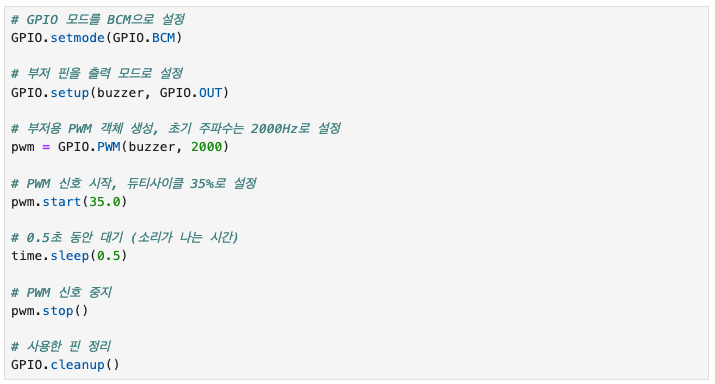 # GPIO 모드를 BCM으로 설정
GPIO.setmode(GPIO.BCM)
# 부저 핀을 출력 모드로 설정
GPIO.setup(buzzer, GPIO.OUT)
# 부저용 PWM 객체 생성, 초기 주파수는 2000Hz로 설정
pwm = GPIO.PWM(buzzer, 2000)
# PWM 신호 시작, 듀티사이클 35%로 설정
pwm.start(35.0)
# 0.5초 동안 대기 (소리가 나는 시간)
time.sleep(0.5)
# PWM 신호 중지
pwm.stop()
# 사용한 핀 정리
GPIO.cleanup()